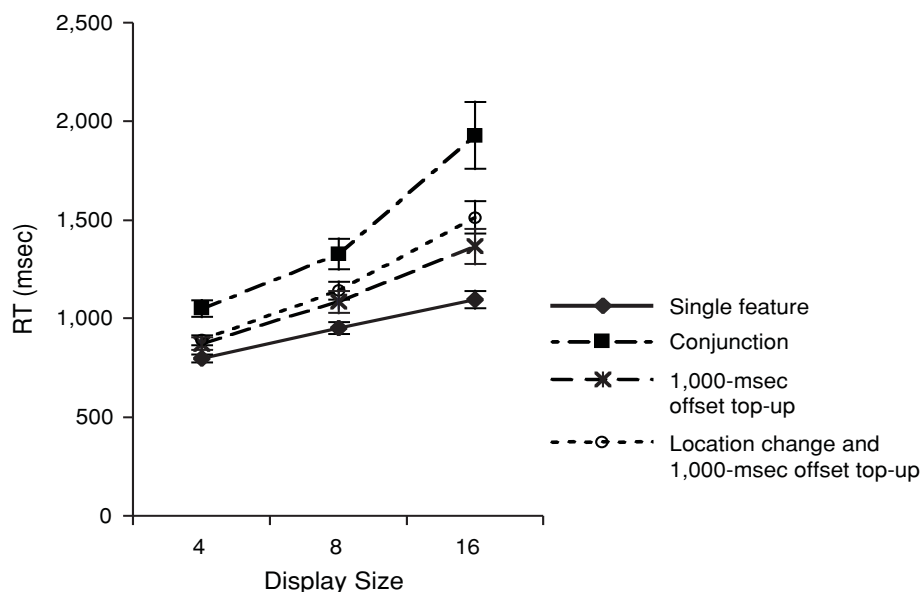 2,500
2,000
1,500
1,000
500
0
RT (msec)
4 8 16
Display Size
Single feature
Conjunction
1,000-msec
offset top-up
Location change and
1,000-msec offset top-up